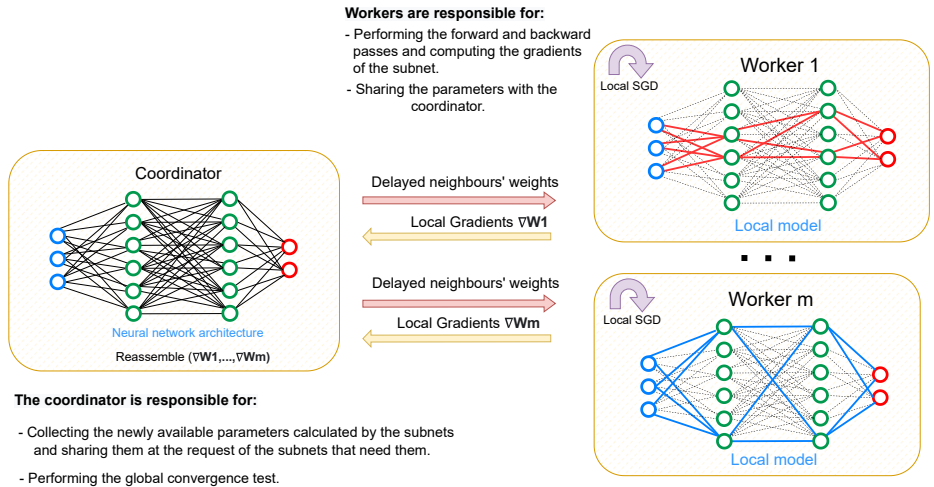 Workers are responsible for:
- Performing the forward and backward
passes and computing the gradients
of the subnet.
- Sharing the parameters with the
coordinator.
Local SGD
Worker 1
Local model
Coordinator
Neural network architecture
Reassemble (∇W1,...,∇Wm)
Delayed neighbours' weights
Local Gradients ∇W1
Delayed neighbours' weights
Local Gradients ∇Wm
. . .
Local SGD
Worker m
Local model
The coordinator is responsible for:
- Collecting the newly available parameters calculated by the subnets
and sharing them at the request of the subnets that need them.
- Performing the global convergence test.